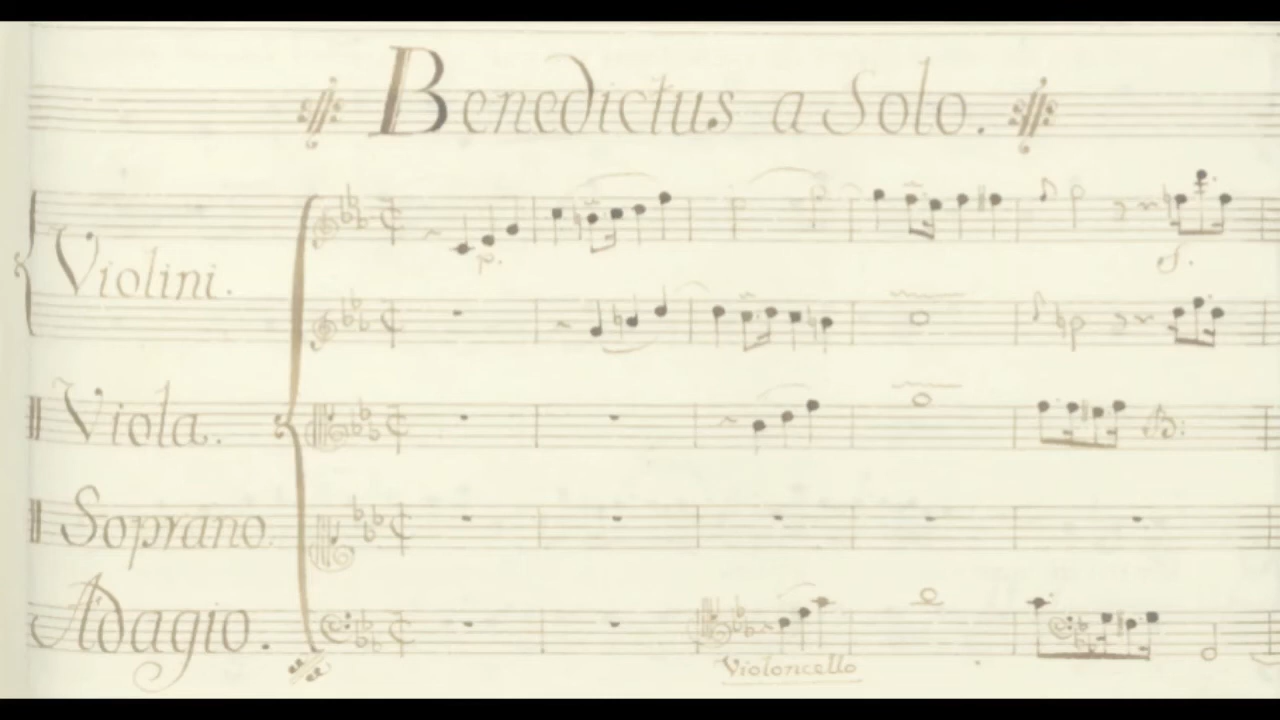 Benedictus a Solo.
Violini.
p.
f.
Viola.
Soprano.
Adagio.
Violoncello